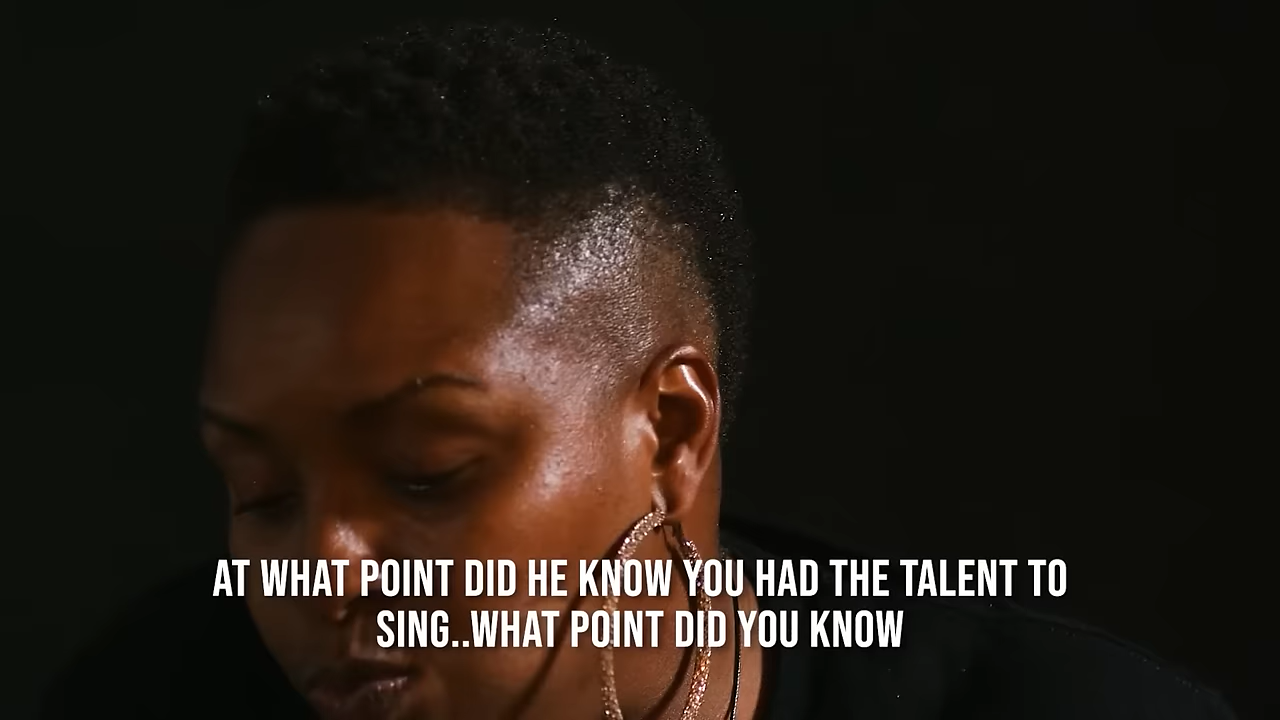 AT WHAT POINT DID HE KNOW YOU HAD THE TALENT TO
SING..WHAT POINT DID YOU KNOW